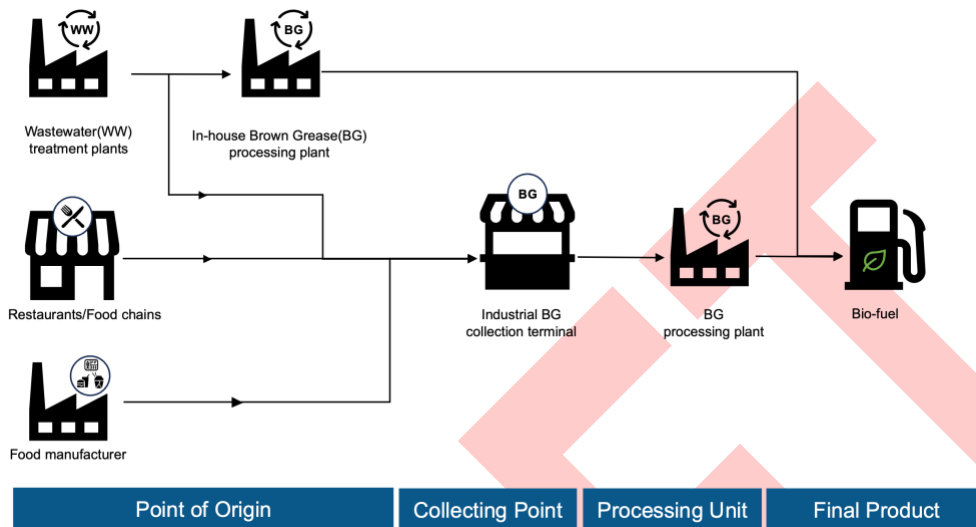 WW
BG
Wastewater(WW)
treatment plants
In-house Brown Grease(BG)
processing plant
BG
BG
Restaurants/Food chains
Industrial BG
collection terminal
BG
processing plant
Bio-fuel
Food manufacturer
Point of Origin
Collecting Point
Processing Unit
Final Product